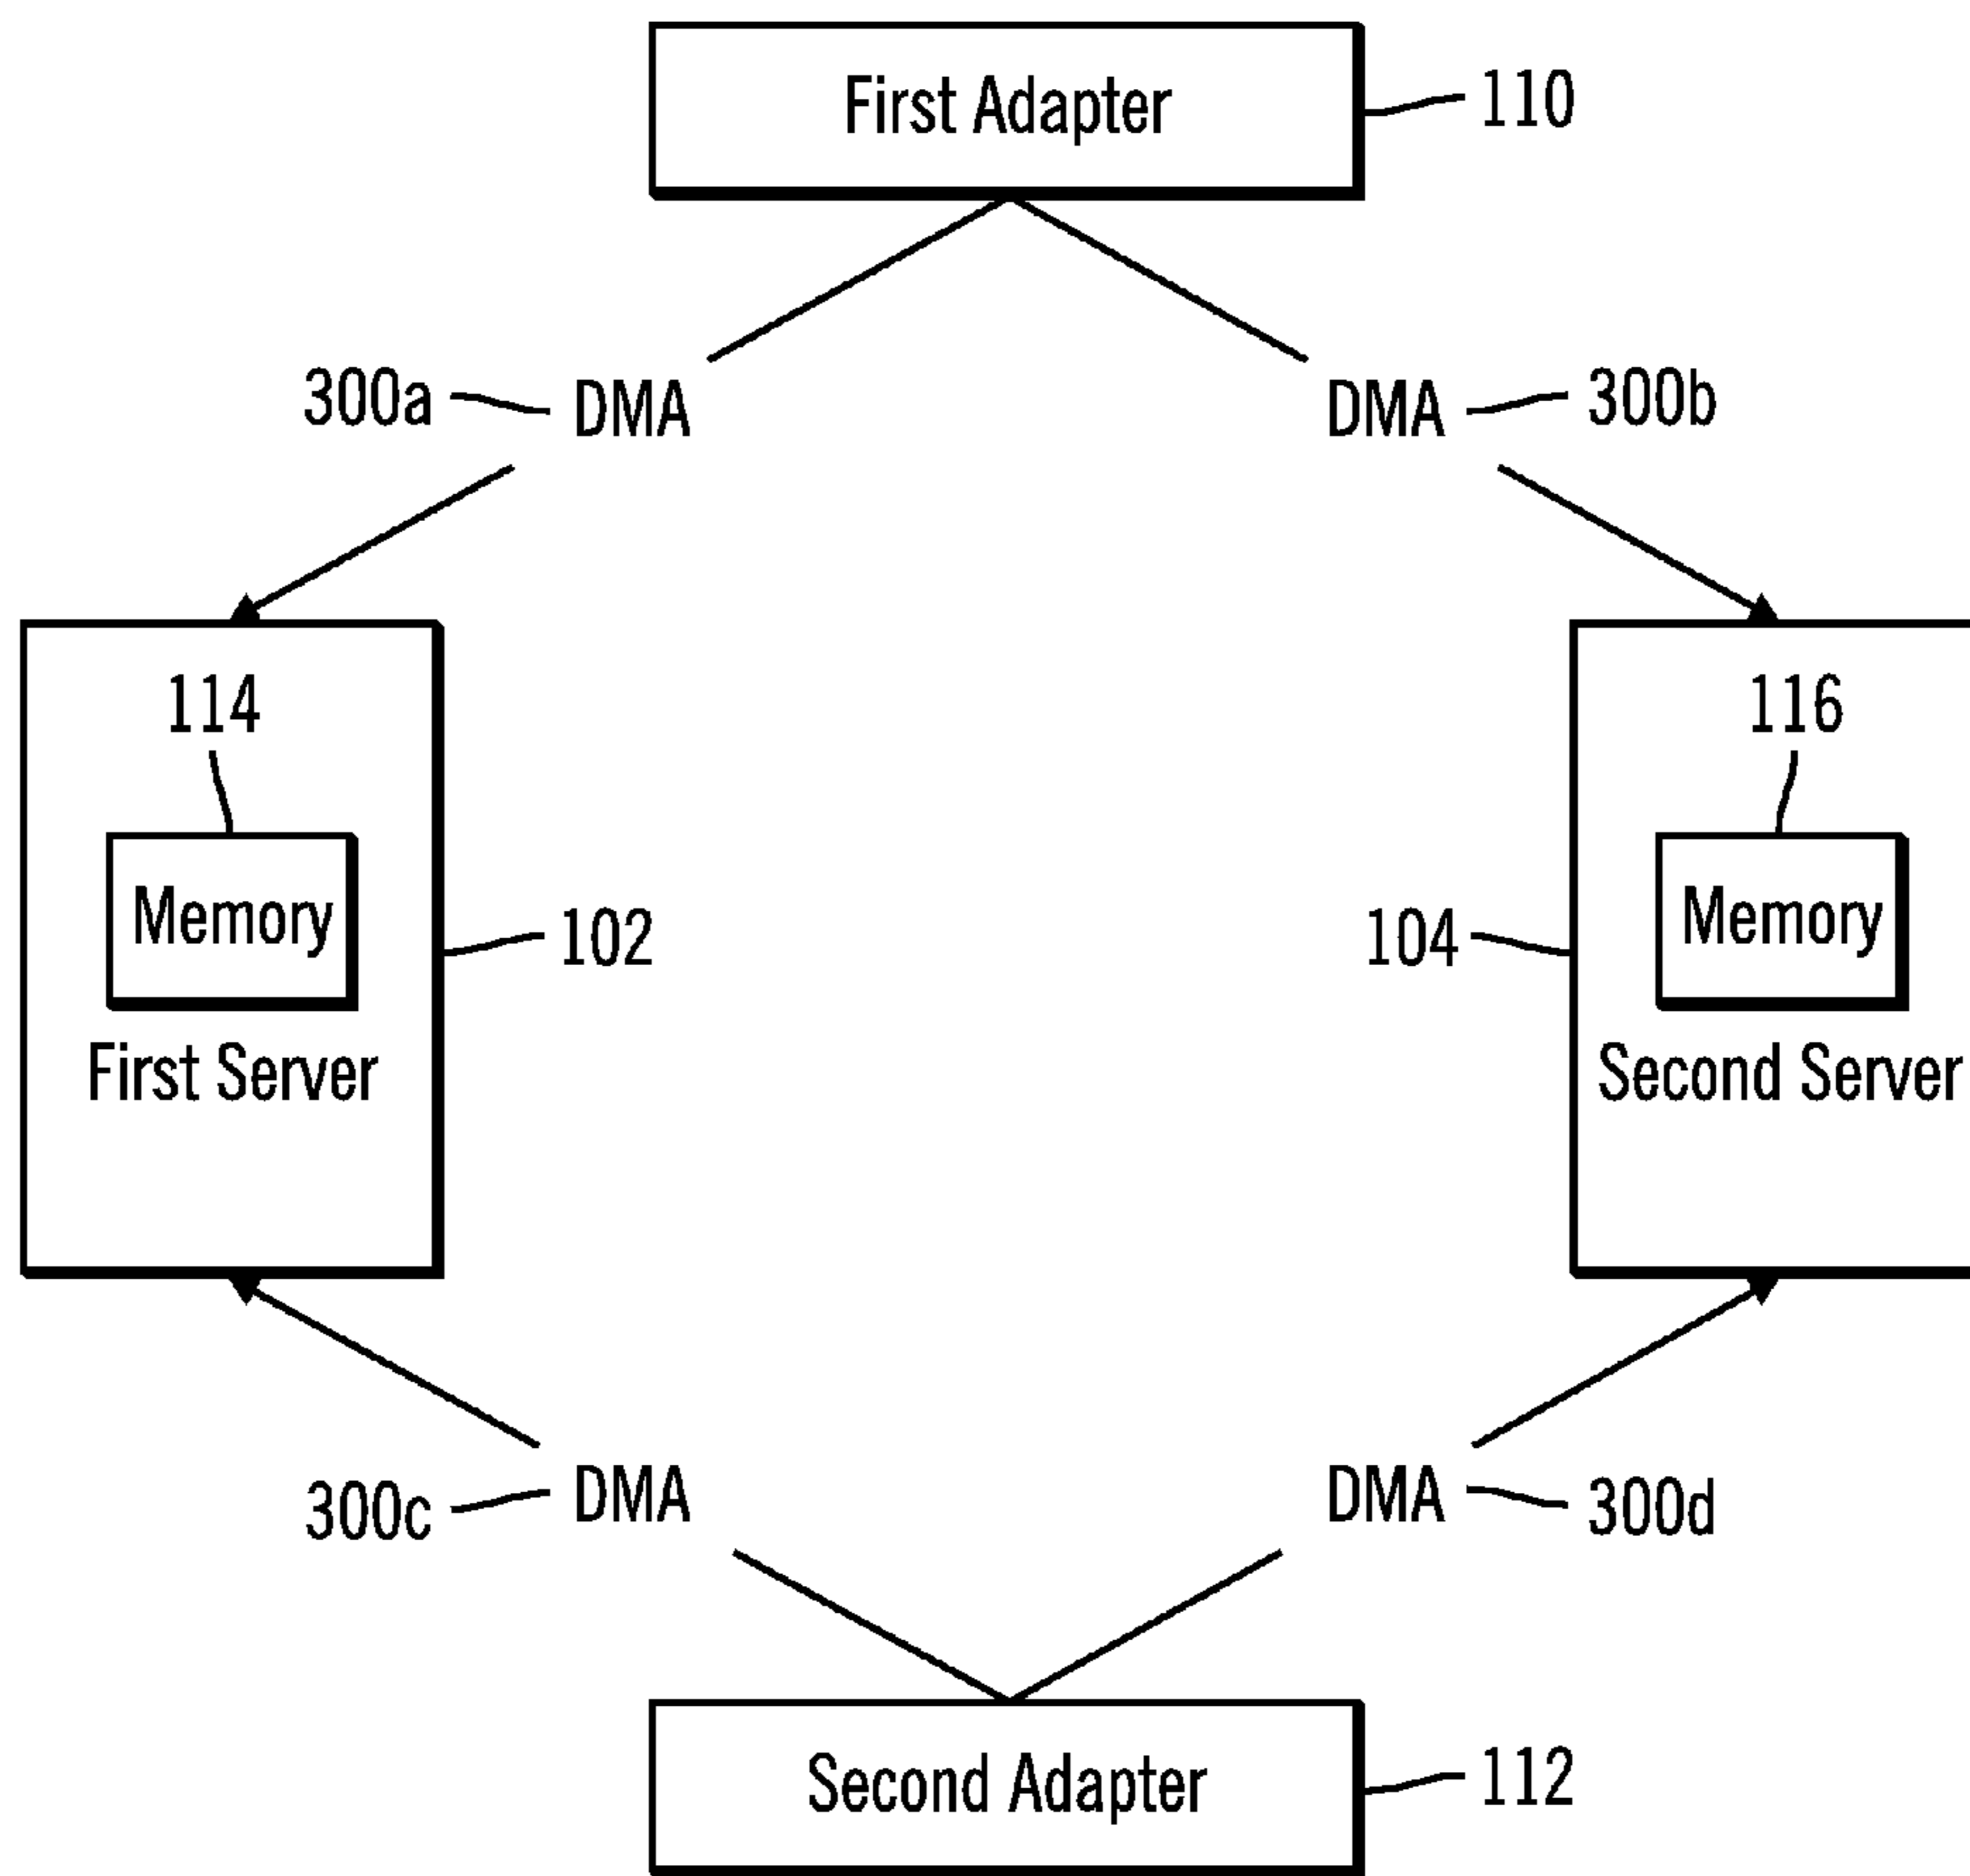 First Adapter
110
300a
DMA
DMA
300b
114
116
Memory
102
104
Memory
First Server
Second Server
300c
DMA
DMA
300d
Second Adapter
112